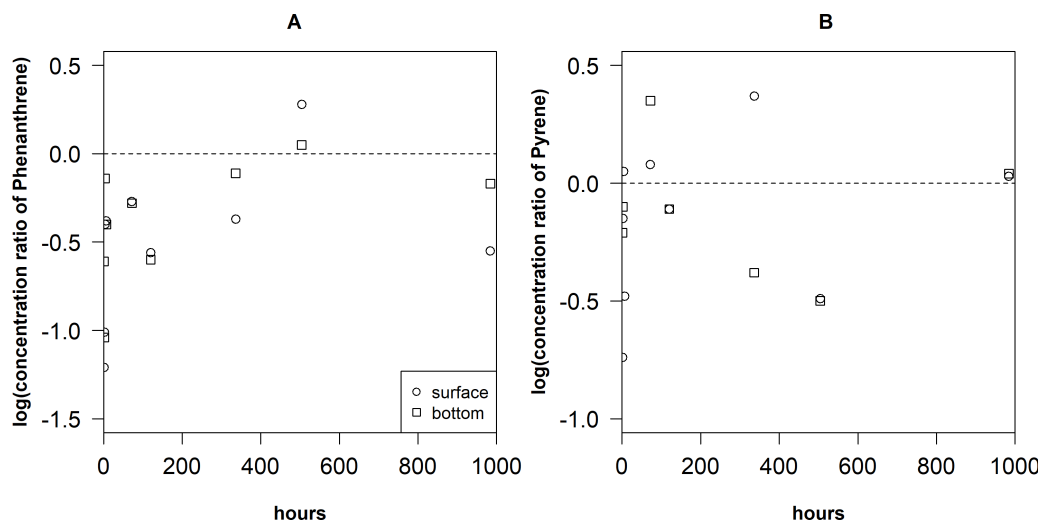 A
log(concentration ratio of Phenanthrene)
0.5
0.0
-0.5
-1.0
-1.5
surface
bottom
0 200 400 600 800 1000
hours
B
log(concentration ratio of Pyrene)
0.5
0.0
-0.5
-1.0
0 200 400 600 800 1000
hours